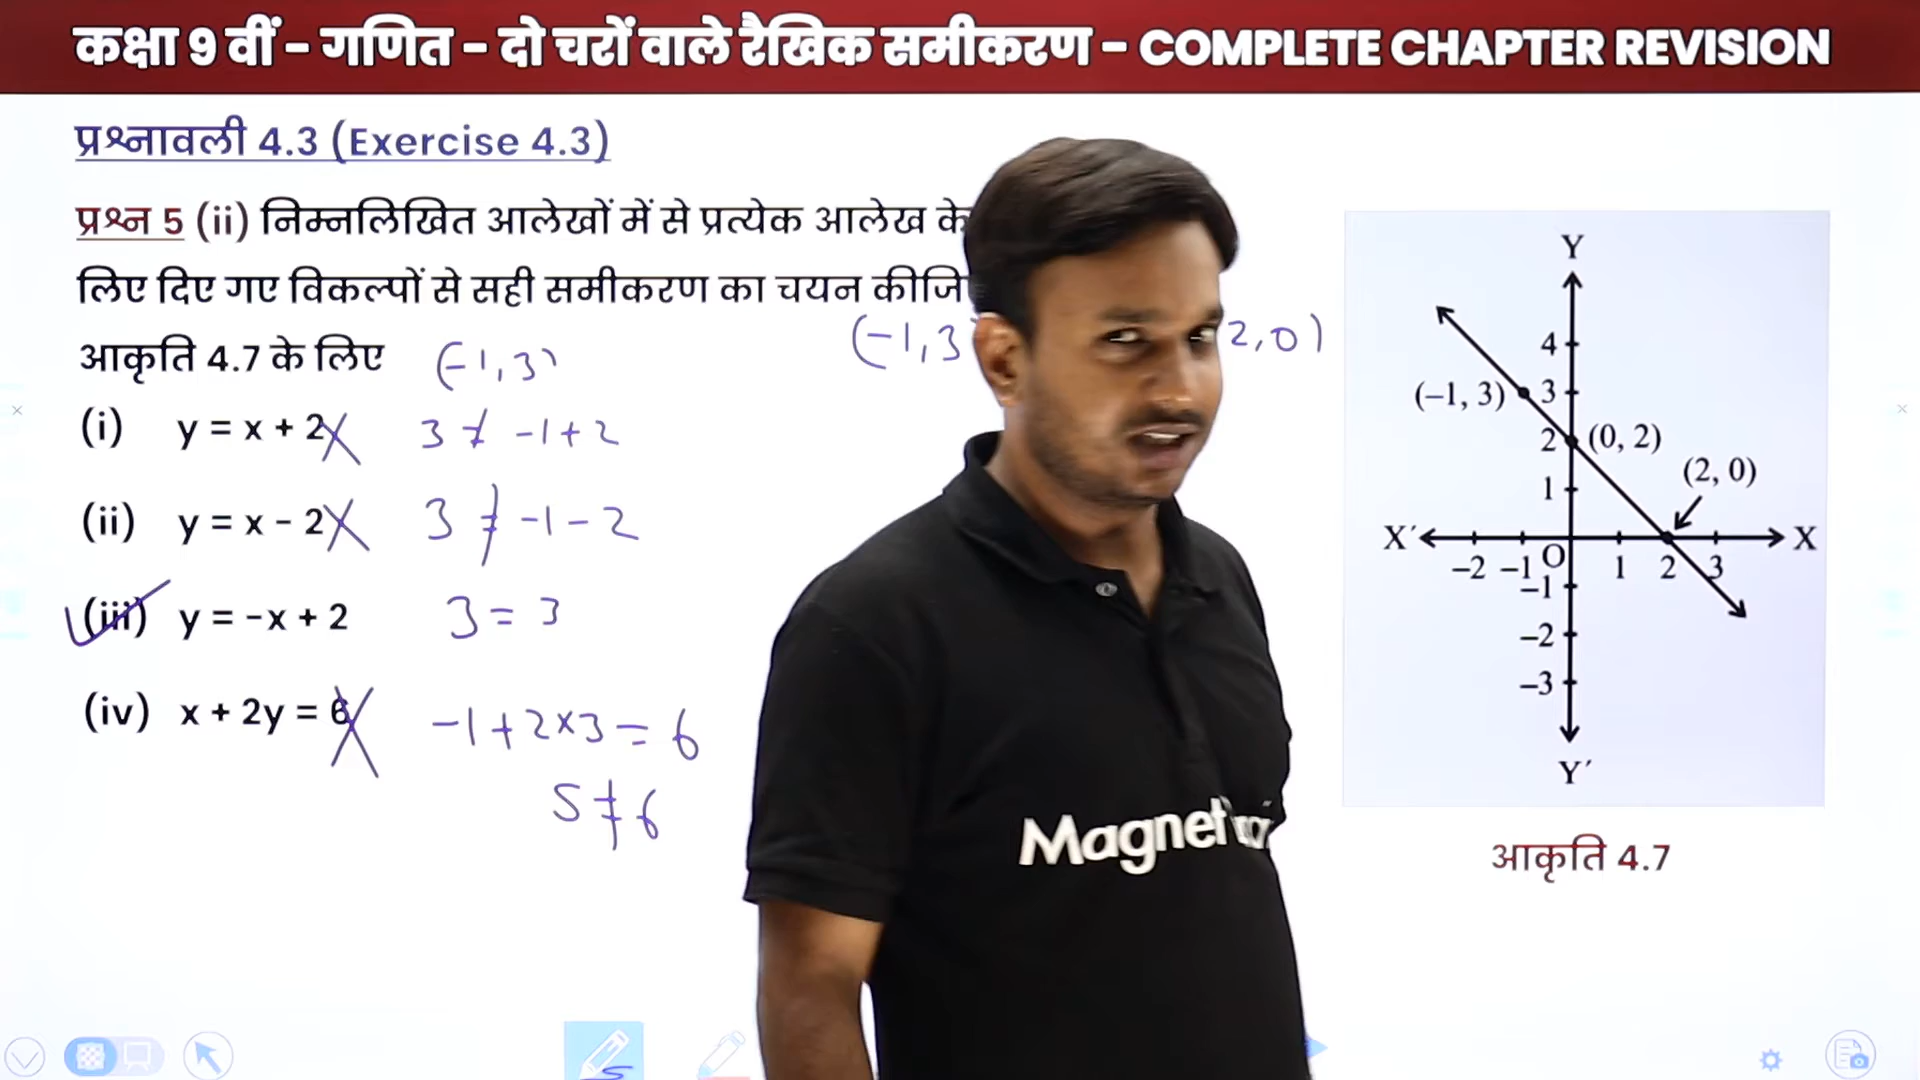 कक्षा 9 वीं – गणित – दो चरों वाले रैखिक समीकरण – COMPLETE CHAPTER REVISION
प्रश्नावली 4.3 (Exercise 4.3)
प्रश्न 5 (ii) निम्नलिखित आलेखों में से प्रत्येक आलेख के
लिए दिए गए विकल्पों से सही समीकरण का चयन कीजि
आकृति 4.7 के लिए (-1,3)
(-1,3 2,0)
(i) y = x + 2 3 ≠ -1+2
(ii) y = x - 2 3 ≠ -1-2
(iii) y = -x + 2 3 = 3
(iv) x + 2y = 6 -1+2×3 = 6
5 ≠ 6
Y
4
(–1, 3) 3
2 (0, 2)
(2, 0)
1
X′ O X
–2 –1 1 2 3
–1
–2
–3
Y′
आकृति 4.7
Magnet